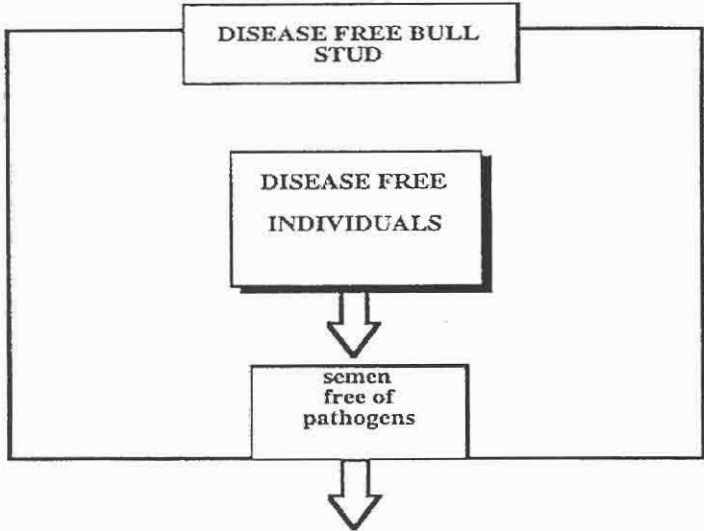 DISEASE FREE BULL
STUD
DISEASE FREE
INDIVIDUALS
semen
free of
pathogens